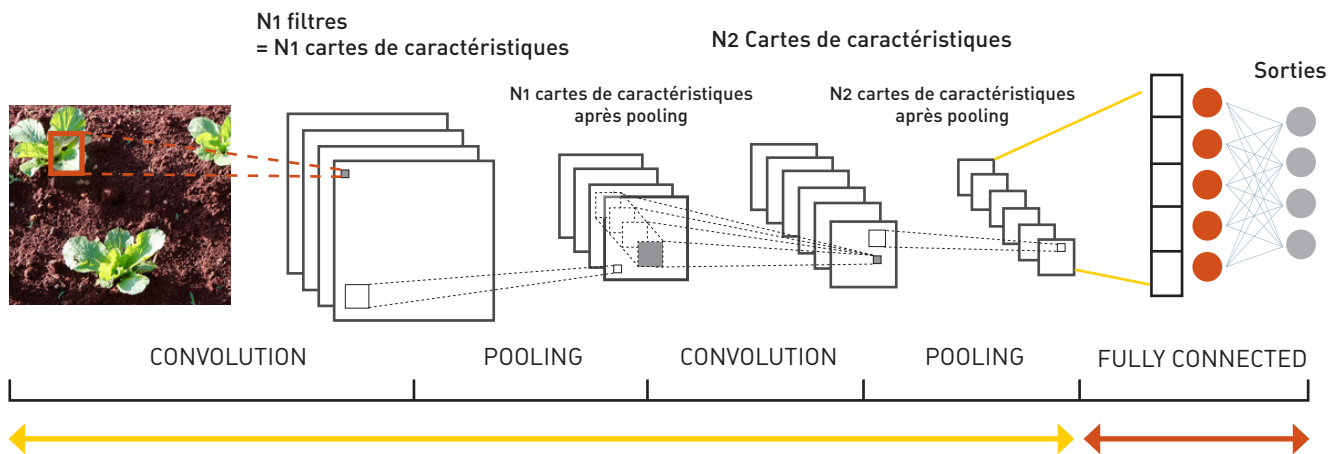 N1 filtres
= N1 cartes de caractéristiques
N2 Cartes de caractéristiques
Sorties
N1 cartes de caractéristiques
après pooling
N2 cartes de caractéristiques
après pooling
CONVOLUTION
POOLING
CONVOLUTION
POOLING
FULLY CONNECTED